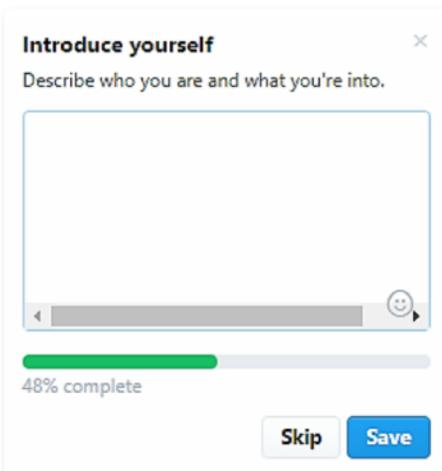 Introduce yourself
Describe who you are and what you're into.
48% complete
Skip
Save